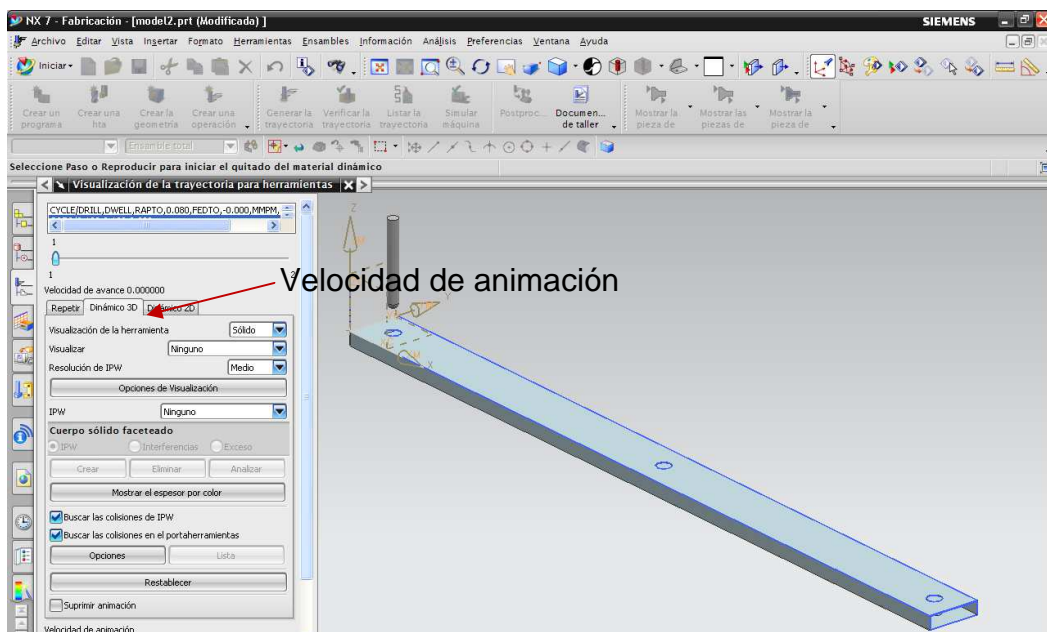 NX 7 - Fabricación - [model2.prt (Modificada) ]
SIEMENS
Archivo Editar Vista Insertar Formato Herramientas Ensambles Información Análisis Preferencias Ventana Ayuda
Iniciar
Crear un programa
Crear una hta
Crear la geometría
Crear una operación
Generar la trayectoria
Verificar la trayectoria
Listar la trayectoria
Simular máquina
Postproc...
Documen... de taller
Mostrar la pieza de
Mostrar las piezas de
Mostrar la pieza de
Ensamble total
Seleccione Paso o Reproducir para iniciar el quitado del material dinámico
Visualización de la trayectoria para herramientas
CYCLE/DRILL,DWELL,RAPTO,0.080,FEDTO,-0.000,MMPM,
1
1 2
Velocidad de animación
Velocidad de avance 0.000000
Repetir Dinámico 3D Dinámico 2D
Visualización de la herramienta Sólido
Visualizar Ninguno
Resolución de IPW Medio
Opciones de Visualización
IPW Ninguno
Cuerpo sólido faceteado
IPW Interferencias Exceso
Crear Eliminar Analizar
Mostrar el espesor por color
Buscar las colisiones de IPW
Buscar las colisiones en el portaherramientas
Opciones Lista
Restablecer
Suprimir animación
Velocidad de animación
Z
X